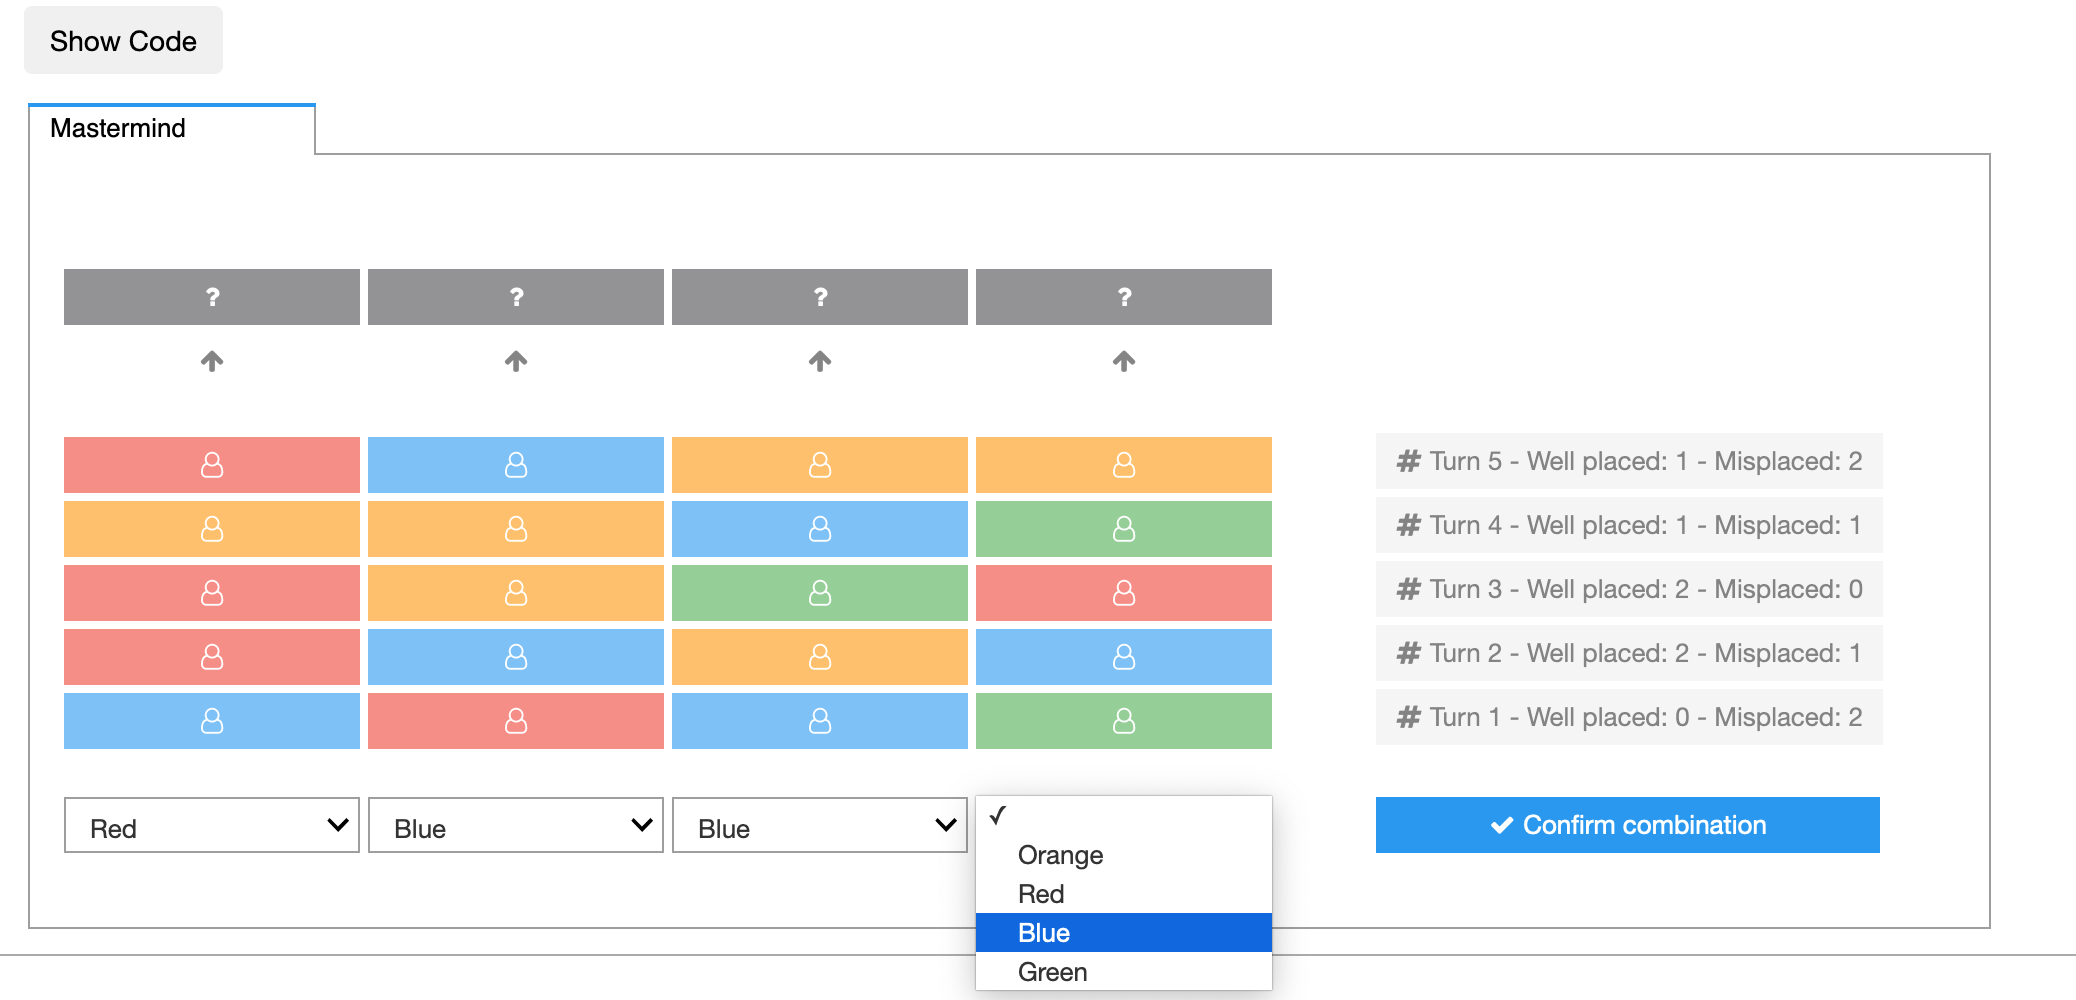 Show Code
Mastermind
? ? ? ?
# Turn 5 - Well placed: 1 - Misplaced: 2
# Turn 4 - Well placed: 1 - Misplaced: 1
# Turn 3 - Well placed: 2 - Misplaced: 0
# Turn 2 - Well placed: 2 - Misplaced: 1
# Turn 1 - Well placed: 0 - Misplaced: 2
Red Blue Blue
Confirm combination
Orange
Red
Blue
Green